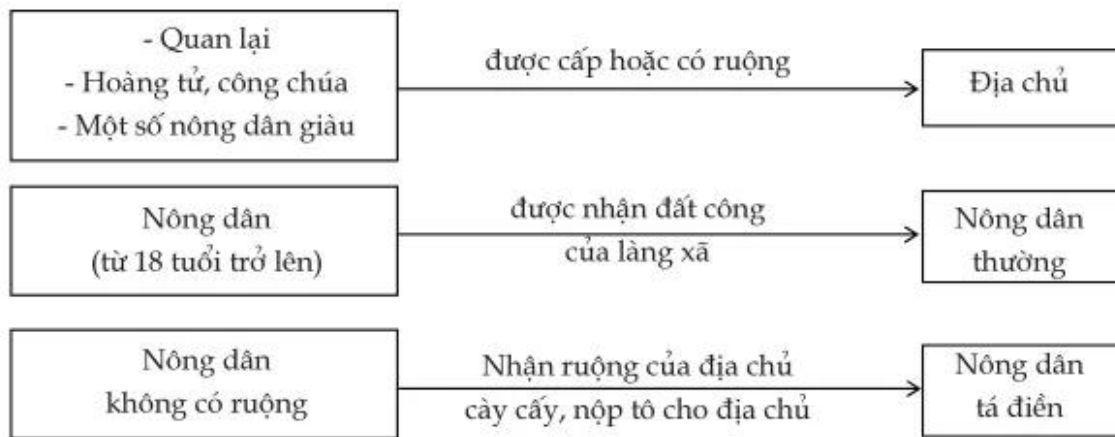 - Quan lại
- Hoàng tử, công chúa
- Một số nông dân giàu
được cấp hoặc có ruộng
Địa chủ
Nông dân
(từ 18 tuổi trở lên)
được nhận đất công
của làng xã
Nông dân
thường
Nông dân
không có ruộng
Nhận ruộng của địa chủ
cày cấy, nộp tô cho địa chủ
Nông dân
tá điền